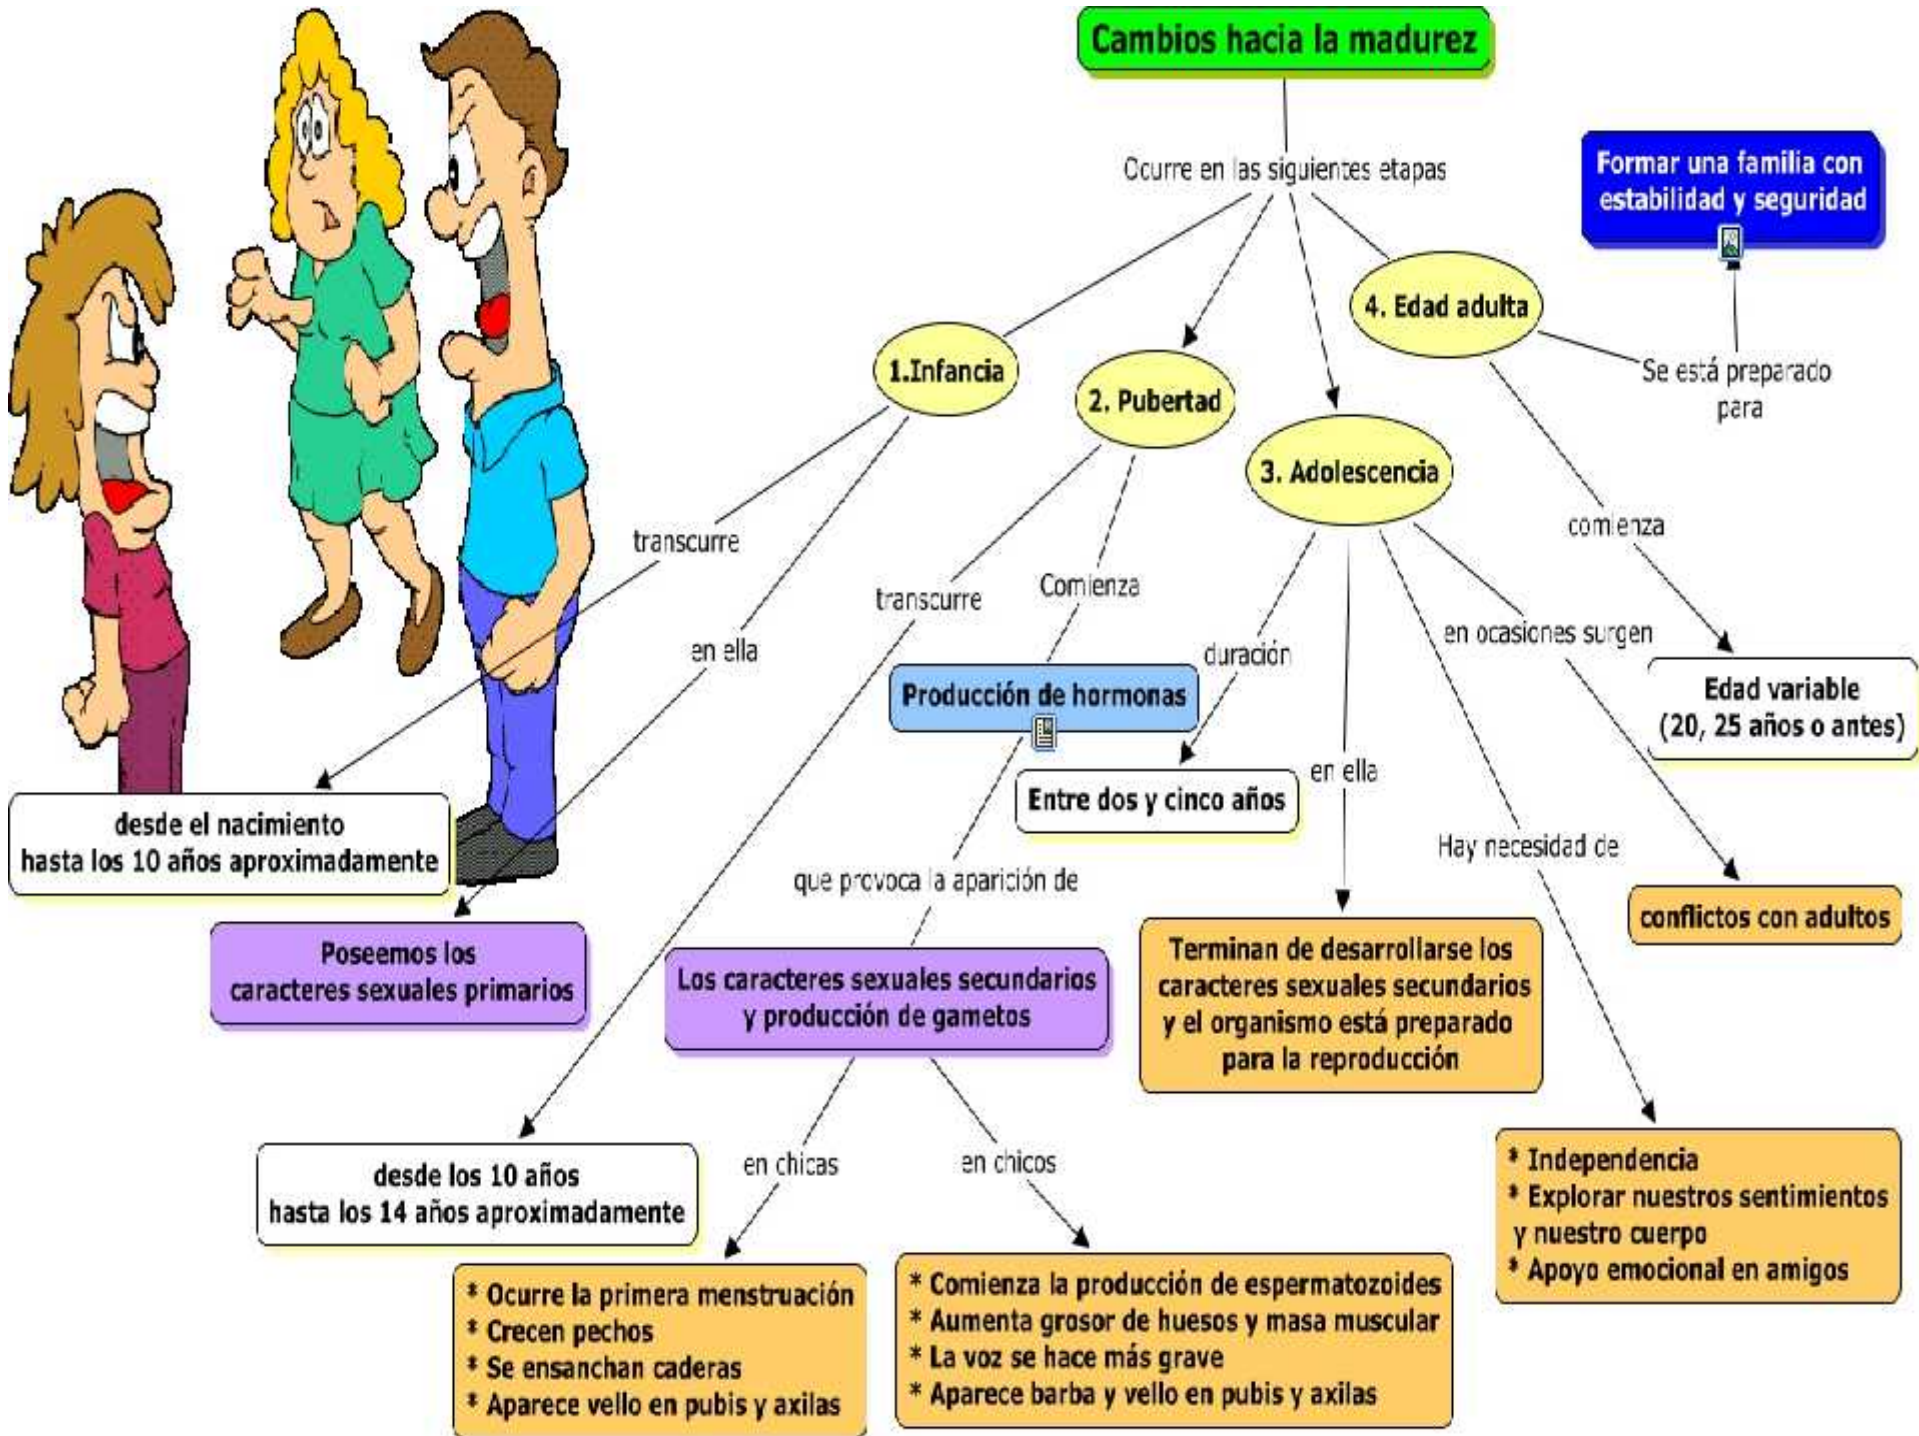 Cambios hacia la madurez
Ocurre en las siguientes etapas
Formar una familia con
estabilidad y seguridad
4. Edad adulta
1.Infancia
2. Pubertad
Se está preparado
para
3. Adolescencia
transcurre
comienza
transcurre
Comienza
en ella
duración
en ocasiones surgen
Producción de hormonas
Edad variable
(20, 25 años o antes)
en ella
Entre dos y cinco años
desde el nacimiento
hasta los 10 años aproximadamente
Hay necesidad de
que provoca la aparición de
conflictos con adultos
Poseemos los
caracteres sexuales primarios
Los caracteres sexuales secundarios
y producción de gametos
Terminan de desarrollarse los
caracteres sexuales secundarios
y el organismo está preparado
para la reproducción
en chicas
en chicos
desde los 10 años
hasta los 14 años aproximadamente
* Independencia
* Explorar nuestros sentimientos
y nuestro cuerpo
* Apoyo emocional en amigos
* Ocurre la primera menstruación
* Crecen pechos
* Se ensanchan caderas
* Aparece vello en pubis y axilas
* Comienza la producción de espermatozoides
* Aumenta grosor de huesos y masa muscular
* La voz se hace más grave
* Aparece barba y vello en pubis y axilas